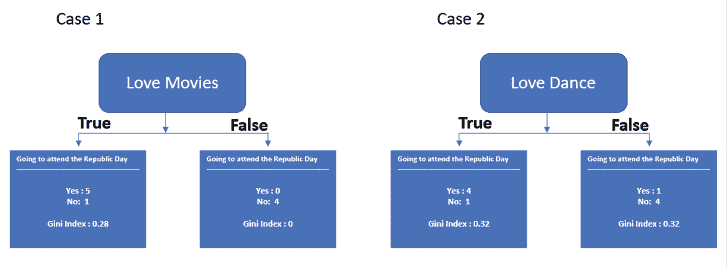 Case 1
Love Movies
True
False
Going to attend the Republic Day
Yes : 5
No: 1
Gini Index : 0.28
Going to attend the Republic Day
Yes : 0
No: 4
Gini Index : 0
Case 2
Love Dance
True
False
Going to attend the Republic Day
Yes : 4
No: 1
Gini Index : 0.32
Going to attend the Republic Day
Yes : 1
No: 4
Gini Index : 0.32